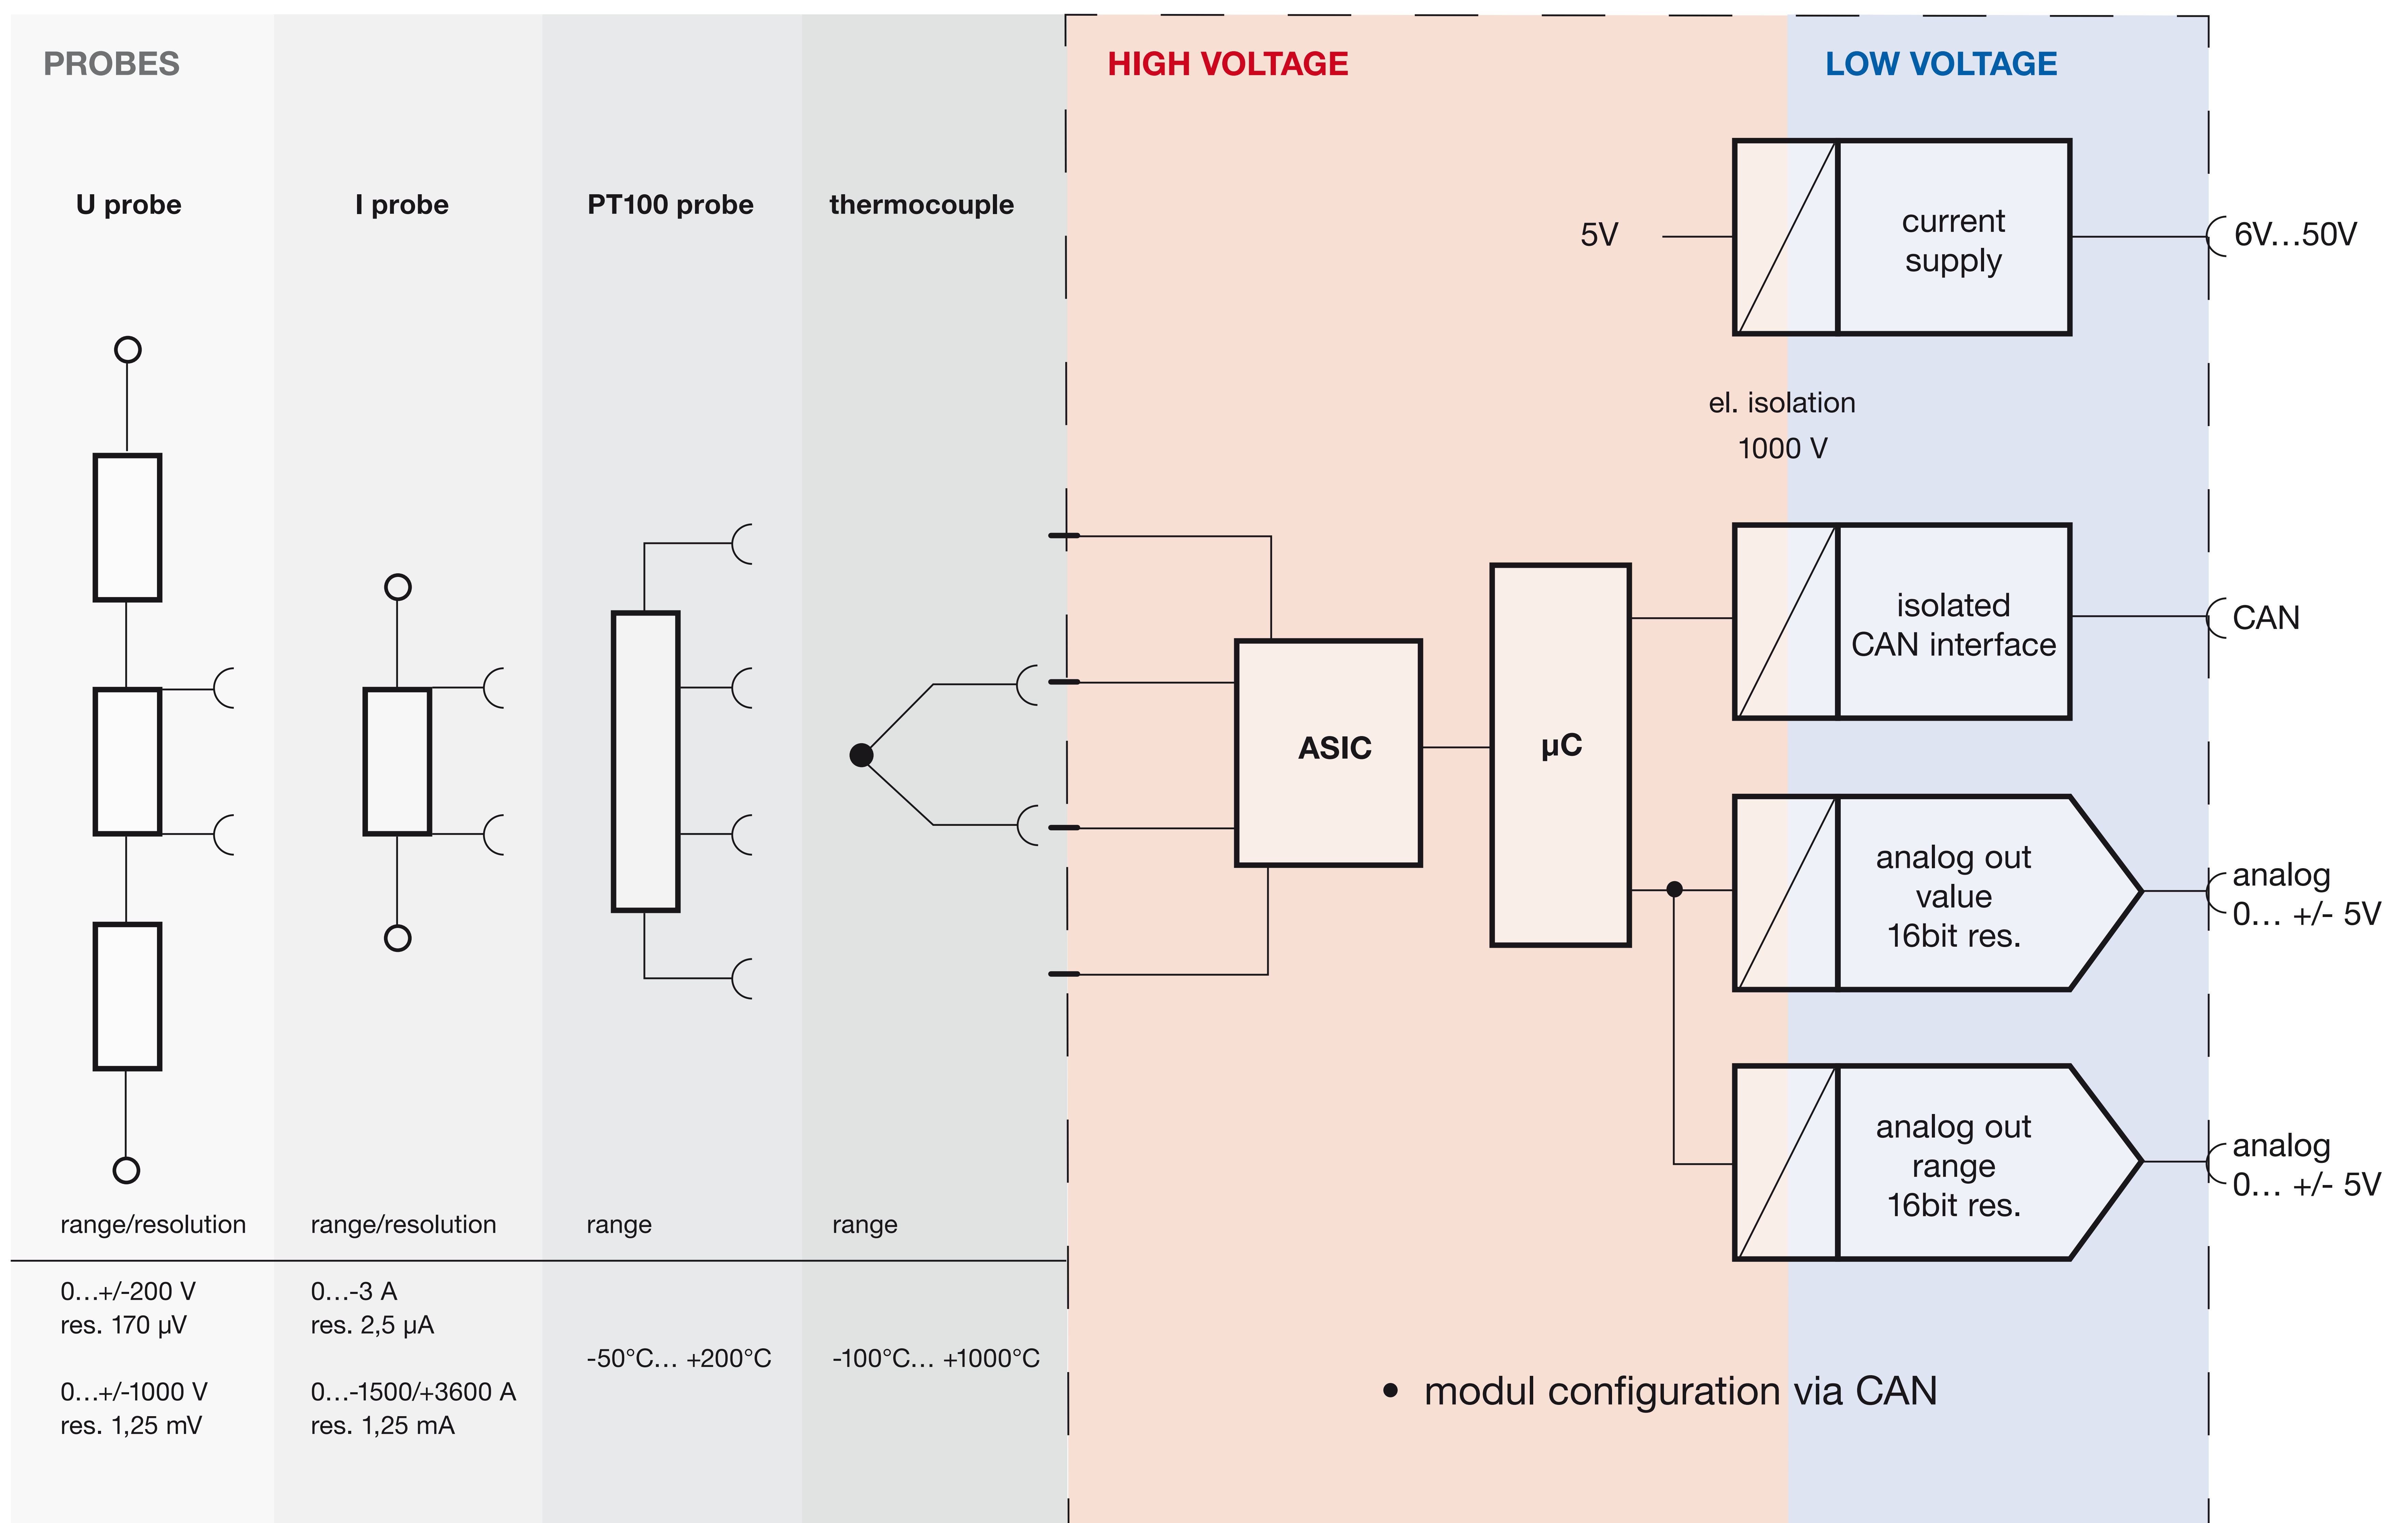 PROBES
HIGH VOLTAGE
LOW VOLTAGE
U probe
I probe
PT100 probe
thermocouple
5V
current
supply
6V...50V
el. isolation
1000 V
isolated
CAN interface
CAN
ASIC
µC
analog out
value
16bit res.
analog
0... +/- 5V
analog out
range
16bit res.
analog
0... +/- 5V
range/resolution
range/resolution
range
range
0...+/-200 V
res. 170 µV
0...+/-1000 V
res. 1,25 mV
0...-3 A
res. 2,5 µA
0...-1500/+3600 A
res. 1,25 mA
-50°C... +200°C
-100°C... +1000°C
• modul configuration via CAN